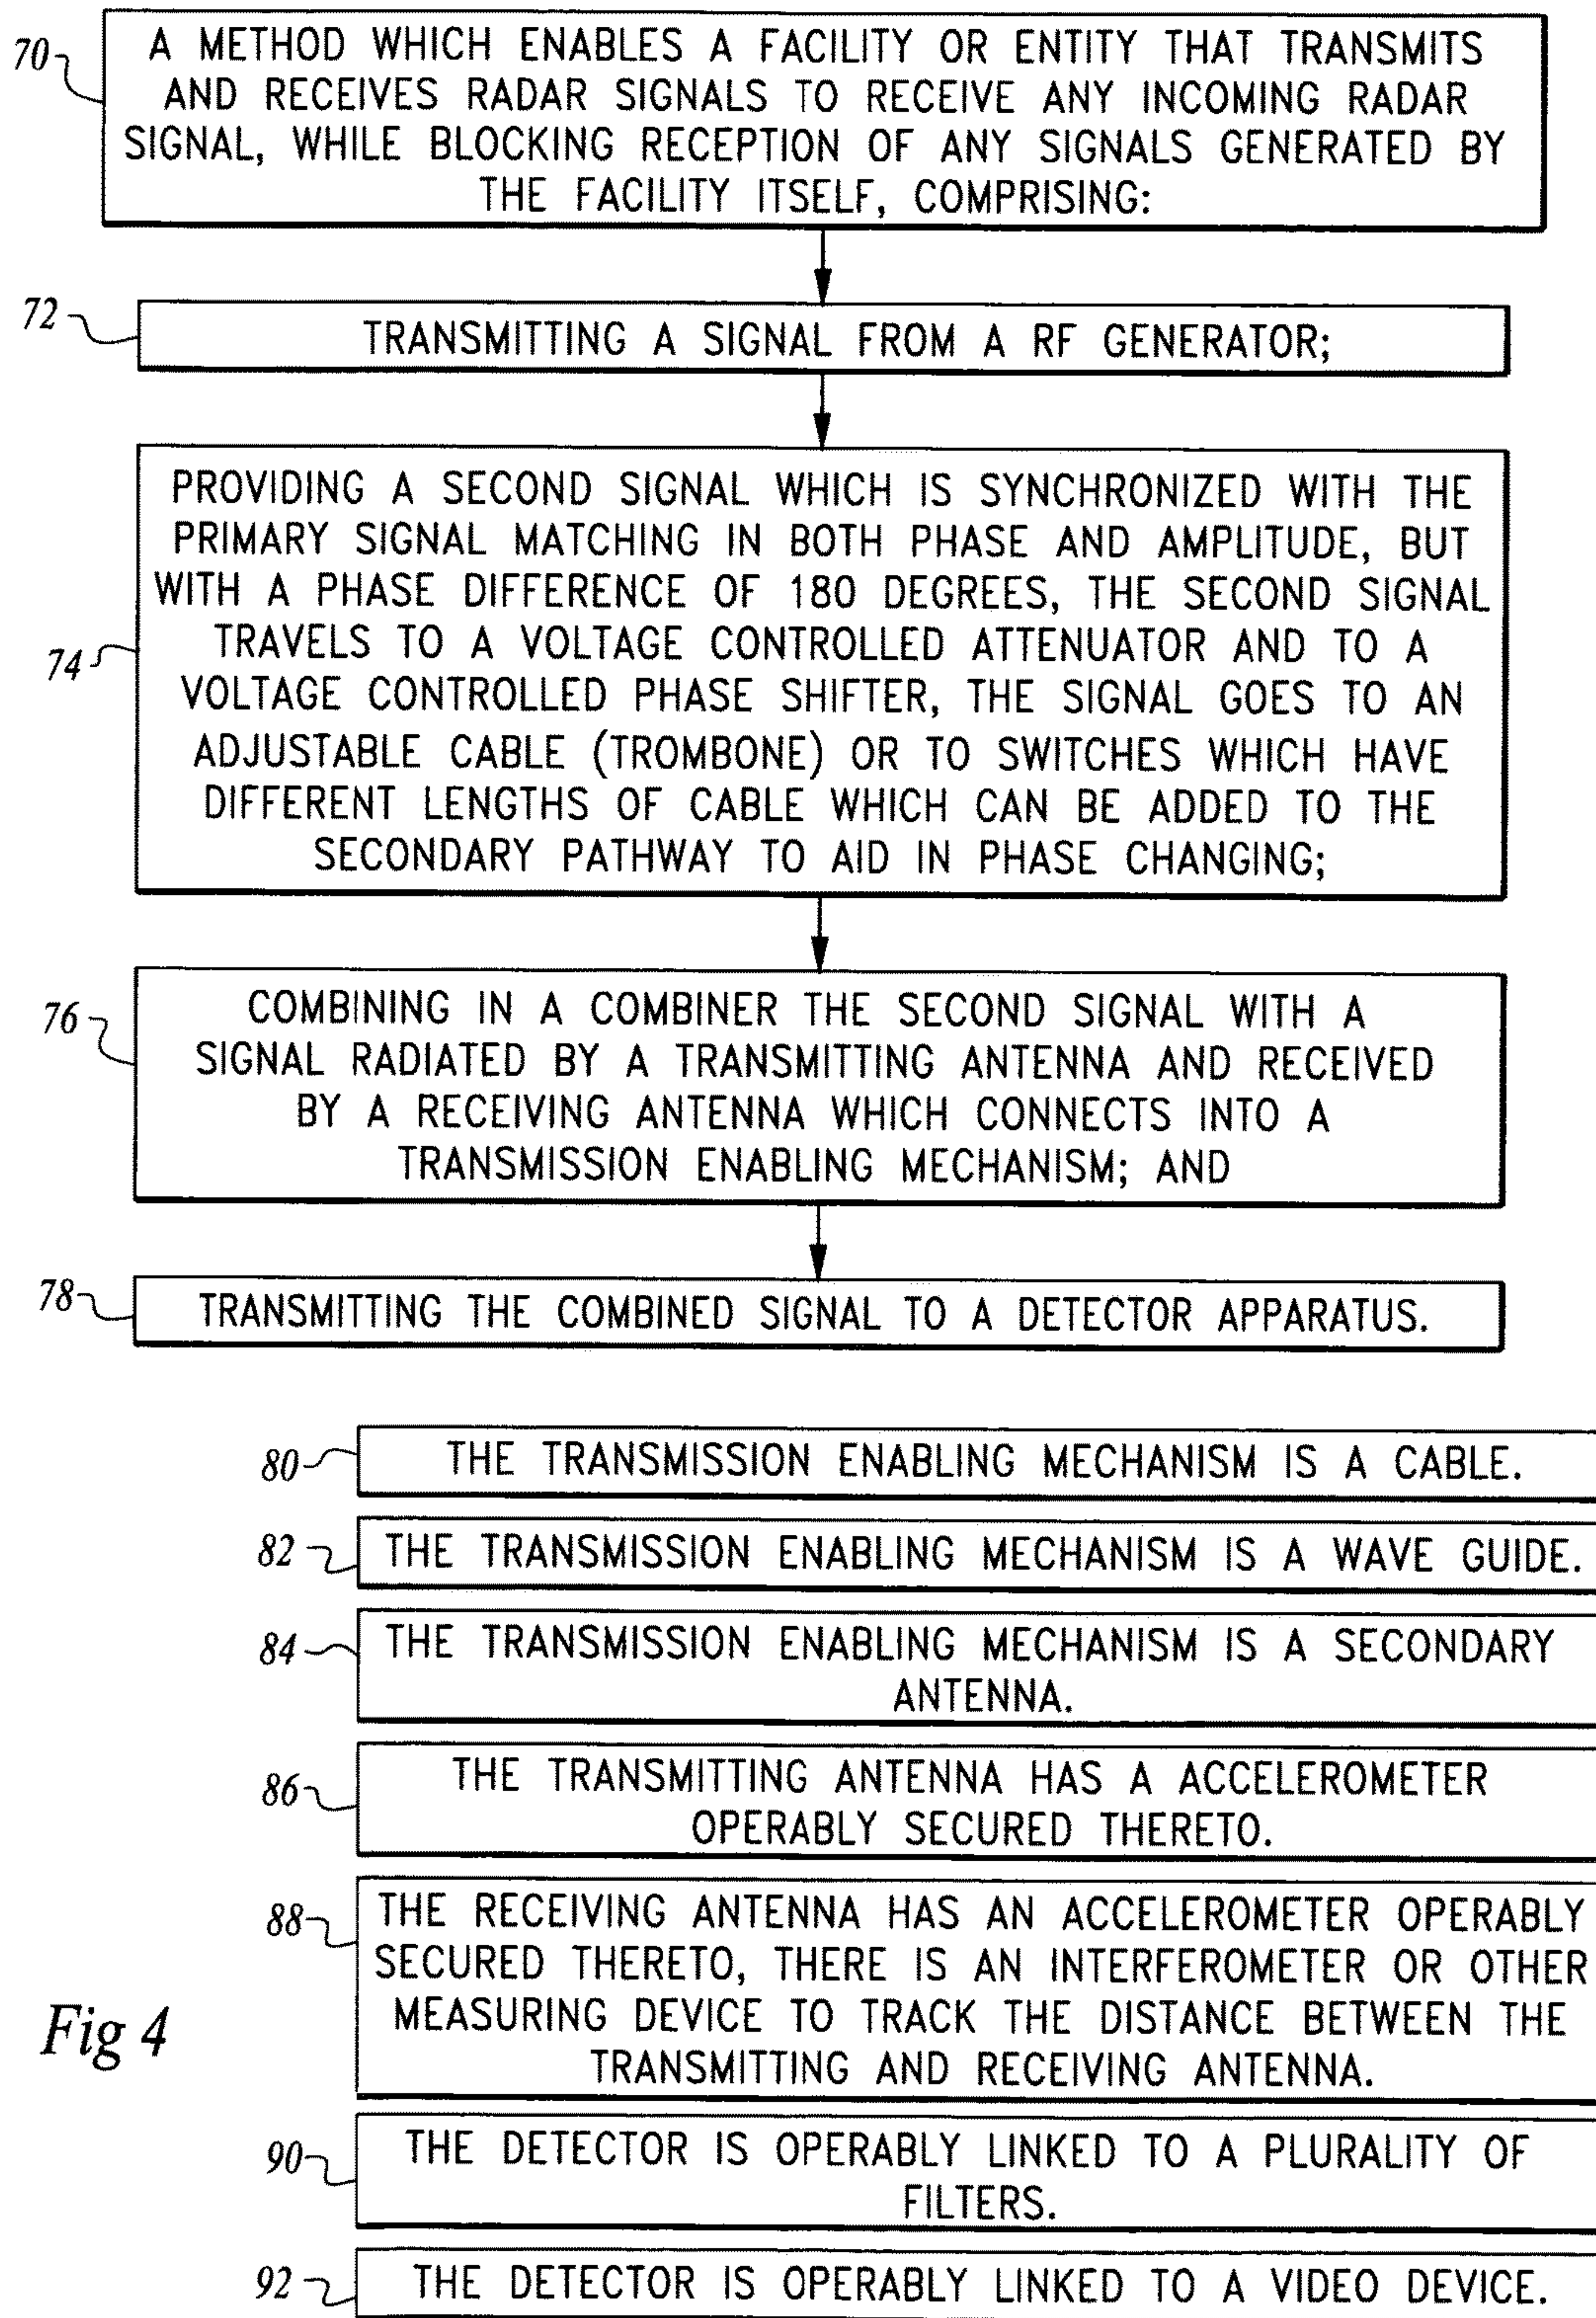 70
A METHOD WHICH ENABLES A FACILITY OR ENTITY THAT TRANSMITS
AND RECEIVES RADAR SIGNALS TO RECEIVE ANY INCOMING RADAR
SIGNAL, WHILE BLOCKING RECEPTION OF ANY SIGNALS GENERATED BY
THE FACILITY ITSELF, COMPRISING:
72
TRANSMITTING A SIGNAL FROM A RF GENERATOR;
74
PROVIDING A SECOND SIGNAL WHICH IS SYNCHRONIZED WITH THE
PRIMARY SIGNAL MATCHING IN BOTH PHASE AND AMPLITUDE, BUT
WITH A PHASE DIFFERENCE OF 180 DEGREES, THE SECOND SIGNAL
TRAVELS TO A VOLTAGE CONTROLLED ATTENUATOR AND TO A
VOLTAGE CONTROLLED PHASE SHIFTER, THE SIGNAL GOES TO AN
ADJUSTABLE CABLE (TROMBONE) OR TO SWITCHES WHICH HAVE
DIFFERENT LENGTHS OF CABLE WHICH CAN BE ADDED TO THE
SECONDARY PATHWAY TO AID IN PHASE CHANGING;
76
COMBINING IN A COMBINER THE SECOND SIGNAL WITH A
SIGNAL RADIATED BY A TRANSMITTING ANTENNA AND RECEIVED
BY A RECEIVING ANTENNA WHICH CONNECTS INTO A
TRANSMISSION ENABLING MECHANISM; AND
78
TRANSMITTING THE COMBINED SIGNAL TO A DETECTOR APPARATUS.
80
THE TRANSMISSION ENABLING MECHANISM IS A CABLE.
82
THE TRANSMISSION ENABLING MECHANISM IS A WAVE GUIDE.
84
THE TRANSMISSION ENABLING MECHANISM IS A SECONDARY
ANTENNA.
86
THE TRANSMITTING ANTENNA HAS A ACCELEROMETER
OPERABLY SECURED THERETO.
88
THE RECEIVING ANTENNA HAS AN ACCELEROMETER OPERABLY
SECURED THERETO, THERE IS AN INTERFEROMETER OR OTHER
MEASURING DEVICE TO TRACK THE DISTANCE BETWEEN THE
TRANSMITTING AND RECEIVING ANTENNA.
90
THE DETECTOR IS OPERABLY LINKED TO A PLURALITY OF
FILTERS.
92
THE DETECTOR IS OPERABLY LINKED TO A VIDEO DEVICE.
Fig 4